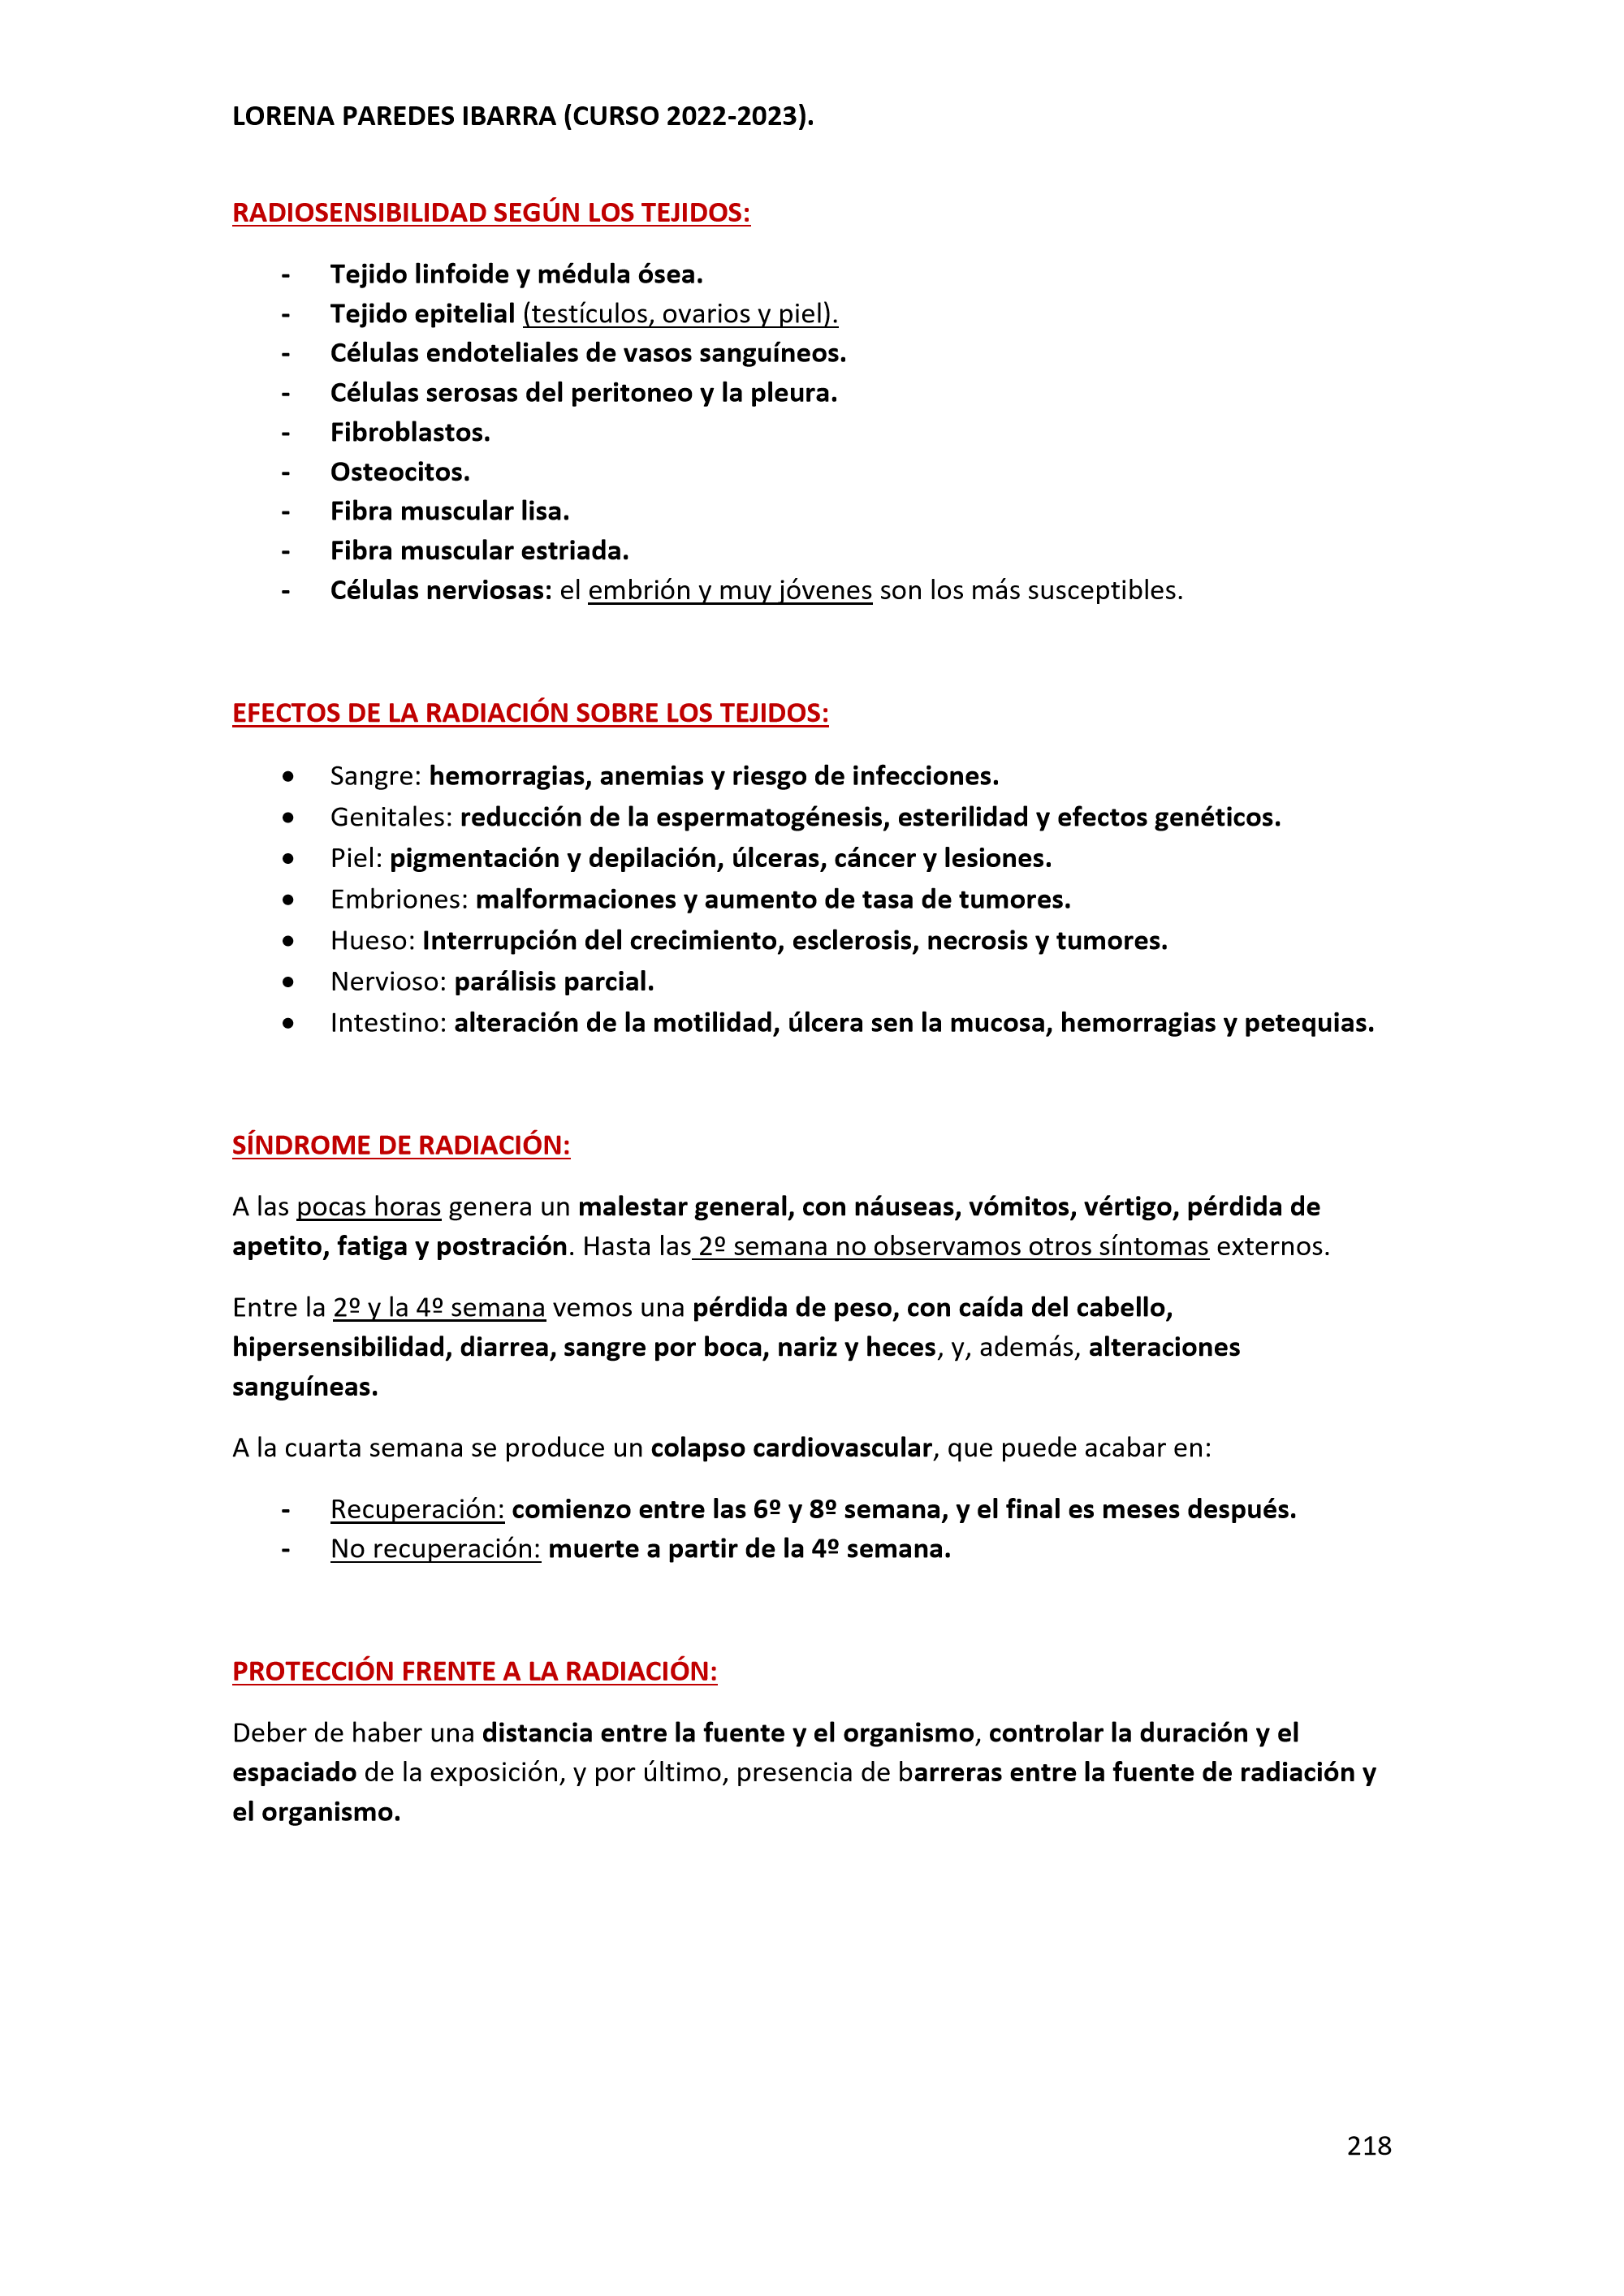 LORENA PAREDES IBARRA (CURSO 2022-2023).
RADIOSENSIBILIDAD SEGÚN LOS TEJIDOS:
- Tejido linfoide y médula ósea.
- Tejido epitelial (testículos, ovarios y piel).
- Células endoteliales de vasos sanguíneos.
- Células serosas del peritoneo y la pleura.
- Fibroblastos.
- Osteocitos.
- Fibra muscular lisa.
- Fibra muscular estriada.
- Células nerviosas: el embrión y muy jóvenes son los más susceptibles.
EFECTOS DE LA RADIACIÓN SOBRE LOS TEJIDOS:
• Sangre: hemorragias, anemias y riesgo de infecciones.
• Genitales: reducción de la espermatogénesis, esterilidad y efectos genéticos.
• Piel: pigmentación y depilación, úlceras, cáncer y lesiones.
• Embriones: malformaciones y aumento de tasa de tumores.
• Hueso: Interrupción del crecimiento, esclerosis, necrosis y tumores.
• Nervioso: parálisis parcial.
• Intestino: alteración de la motilidad, úlcera sen la mucosa, hemorragias y petequias.
SÍNDROME DE RADIACIÓN:
A las pocas horas genera un malestar general, con náuseas, vómitos, vértigo, pérdida de
apetito, fatiga y postración. Hasta las 2º semana no observamos otros síntomas externos.
Entre la 2º y la 4º semana vemos una pérdida de peso, con caída del cabello,
hipersensibilidad, diarrea, sangre por boca, nariz y heces, y, además, alteraciones
sanguíneas.
A la cuarta semana se produce un colapso cardiovascular, que puede acabar en:
- Recuperación: comienzo entre las 6º y 8º semana, y el final es meses después.
- No recuperación: muerte a partir de la 4º semana.
PROTECCIÓN FRENTE A LA RADIACIÓN:
Deber de haber una distancia entre la fuente y el organismo, controlar la duración y el
espaciado de la exposición, y por último, presencia de barreras entre la fuente de radiación y
el organismo.
218